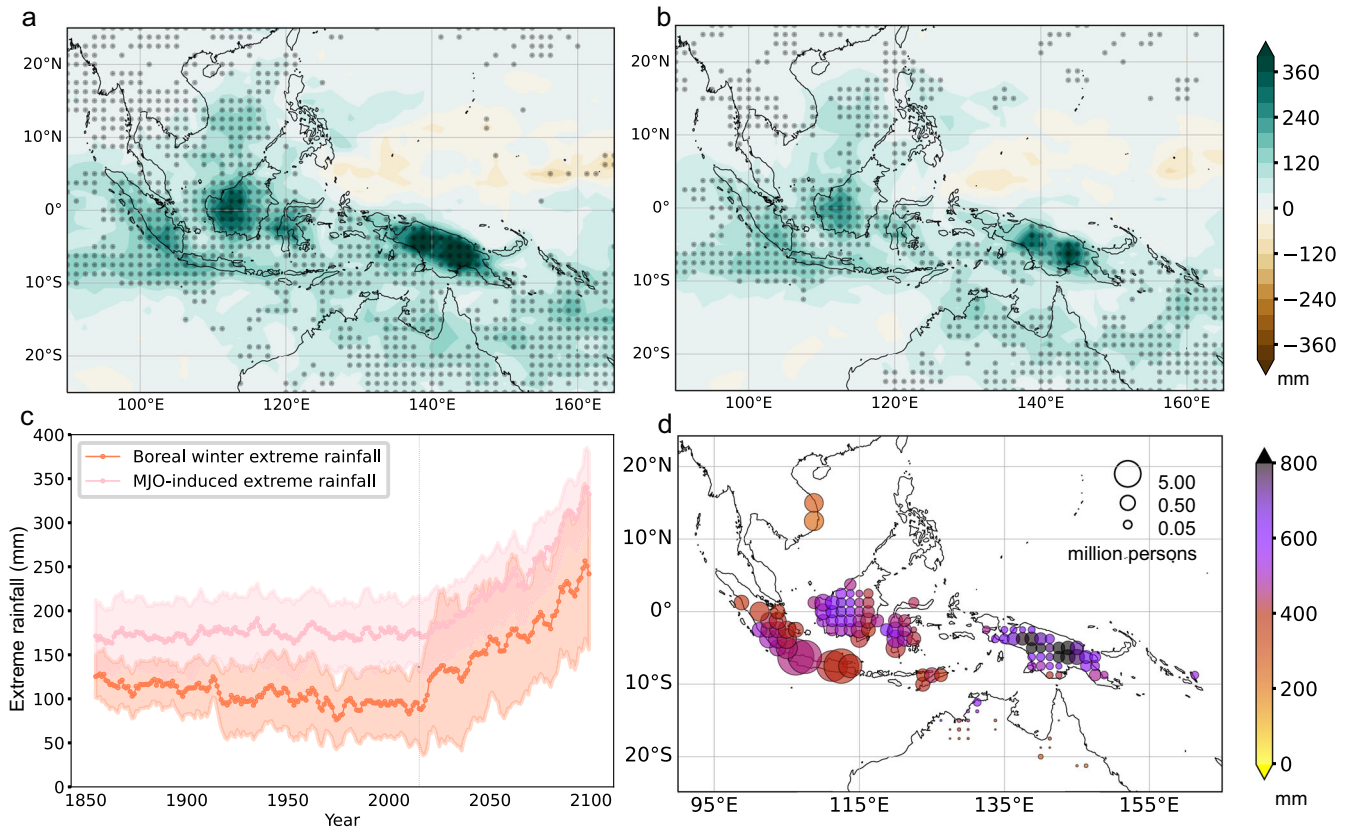 a
20°N
10°N
0°
10°S
20°S
100°E 120°E 140°E 160°E
b
20°N
10°N
0°
10°S
20°S
100°E 120°E 140°E 160°E
360
240
120
0
−120
−240
−360
mm
c
400
350
300
250
200
150
100
50
0
Extreme rainfall (mm)
Boreal winter extreme rainfall
MJO-induced extreme rainfall
1850 1900 1950 2000 2050 2100
Year
d
20°N
10°N
0°
10°S
20°S
5.00
0.50
0.05
million persons
95°E 115°E 135°E 155°E
800
600
400
200
0
mm